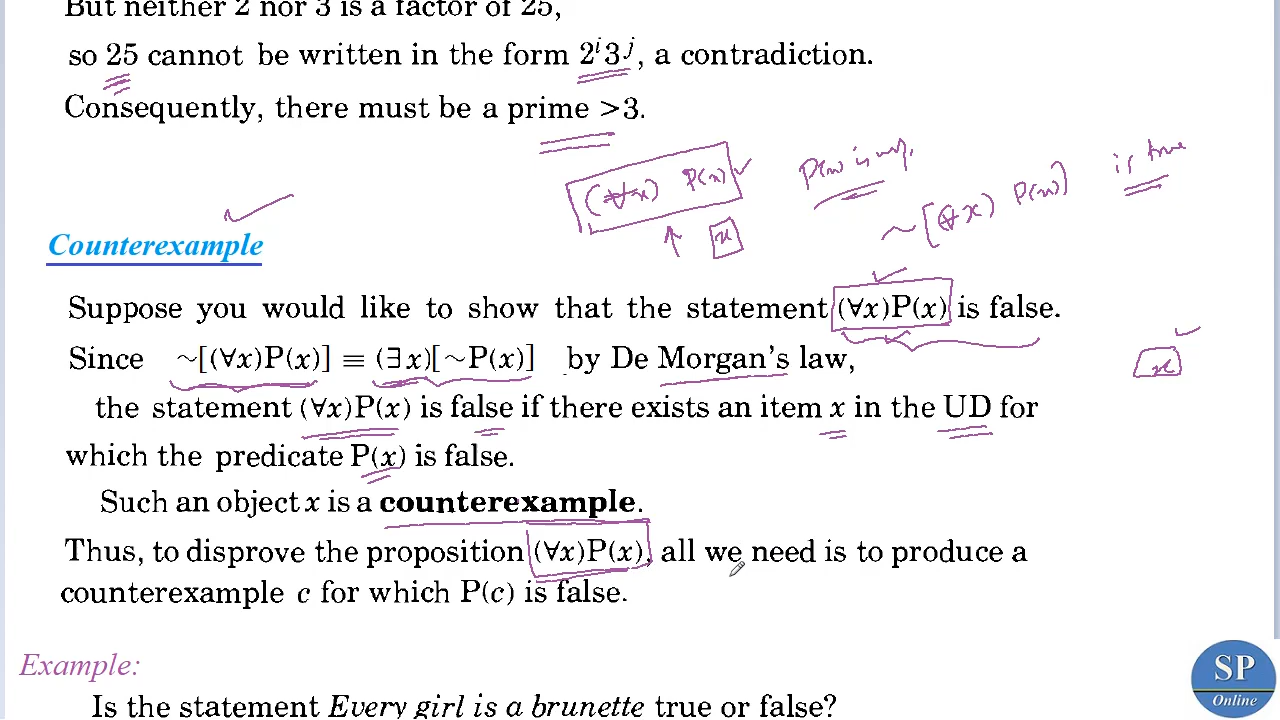 But neither 2 nor 3 is a factor of 25,
so 25 cannot be written in the form 2ⁱ3ʲ, a contradiction.
Consequently, there must be a prime >3.
(∀x) P(x)
P(x) is
~[(∀x) P(x)] is true
x
Counterexample
Suppose you would like to show that the statement (∀x)P(x) is false.
Since ~[(∀x)P(x)] ≡ (∃x)[~P(x)] by De Morgan's law,
x
the statement (∀x)P(x) is false if there exists an item x in the UD for
which the predicate P(x) is false.
Such an object x is a counterexample.
Thus, to disprove the proposition (∀x)P(x), all we need is to produce a
counterexample c for which P(c) is false.
Example:
Is the statement Every girl is a brunette true or false?
SP
Online